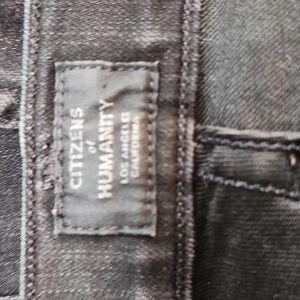 CITIZENS
of
HUMANITY
LOS ANGELES
CALIFORNIA